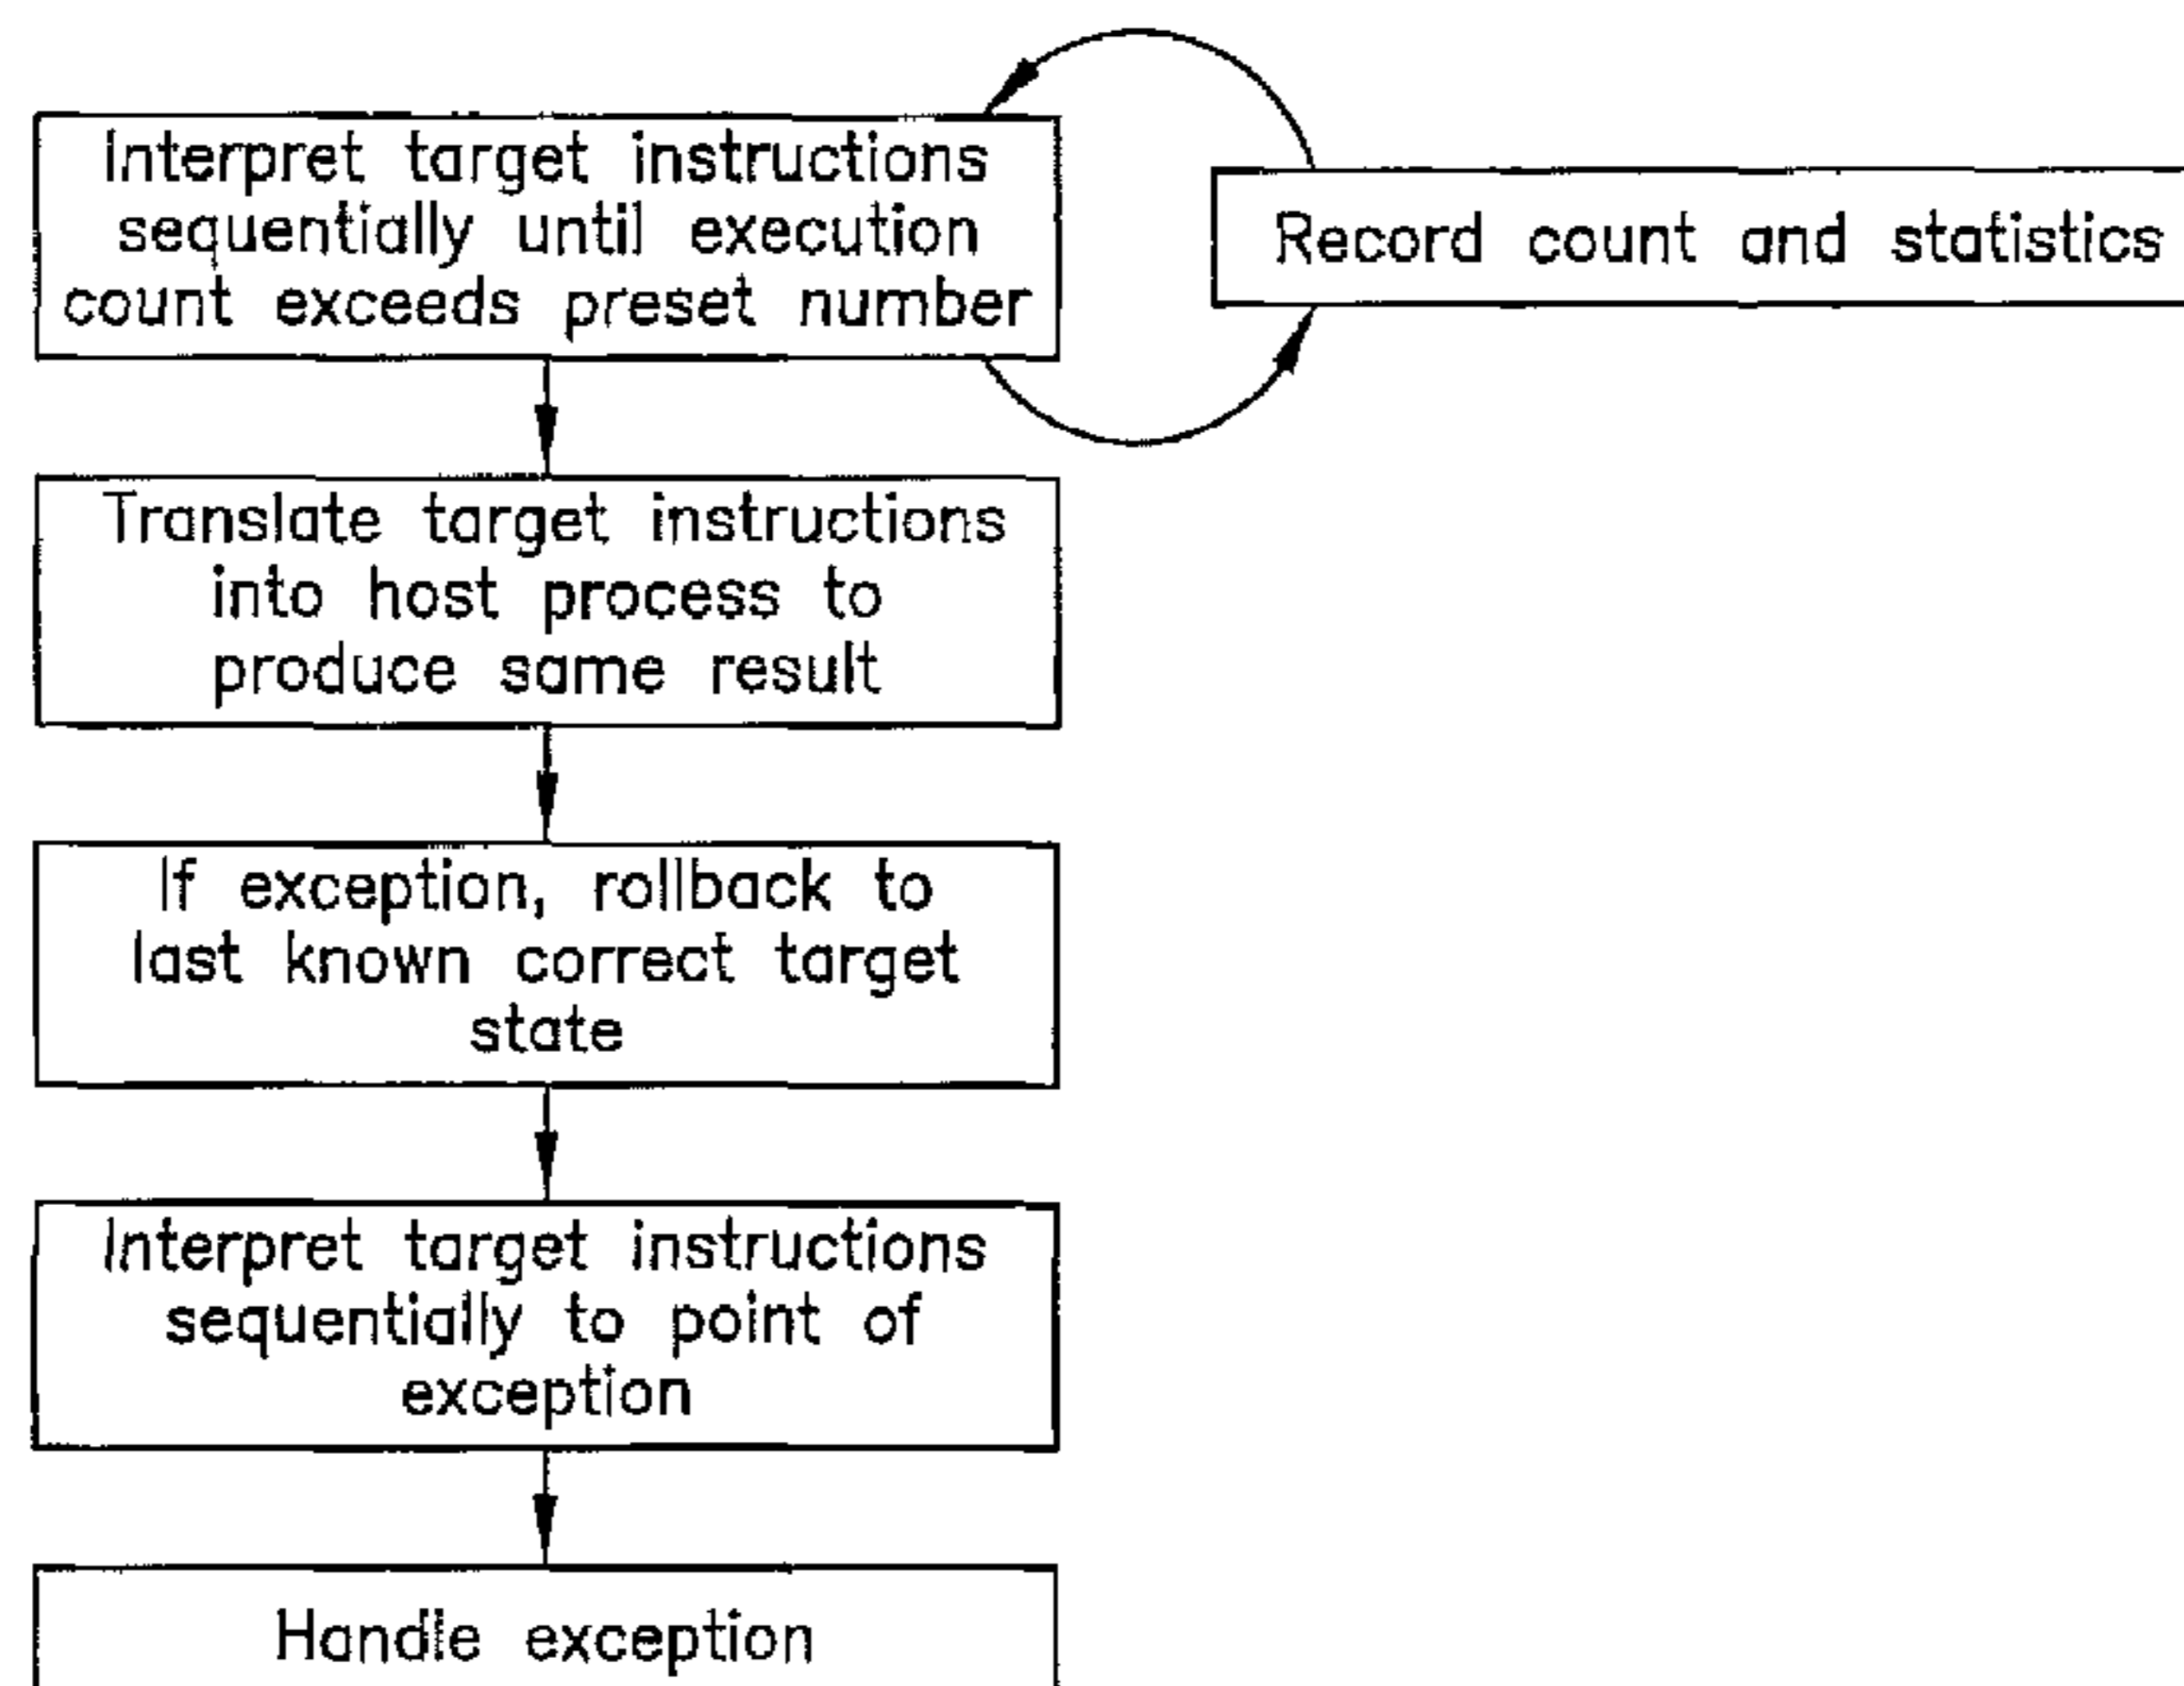 Interpret target instructions
sequentially until execution
count exceeds preset number
Record count and statistics
Translate target instructions
into host process to
produce same result
If exception, rollback to
last known correct target
state
Interpret target instructions
sequentially to point of
exception
Handle exception